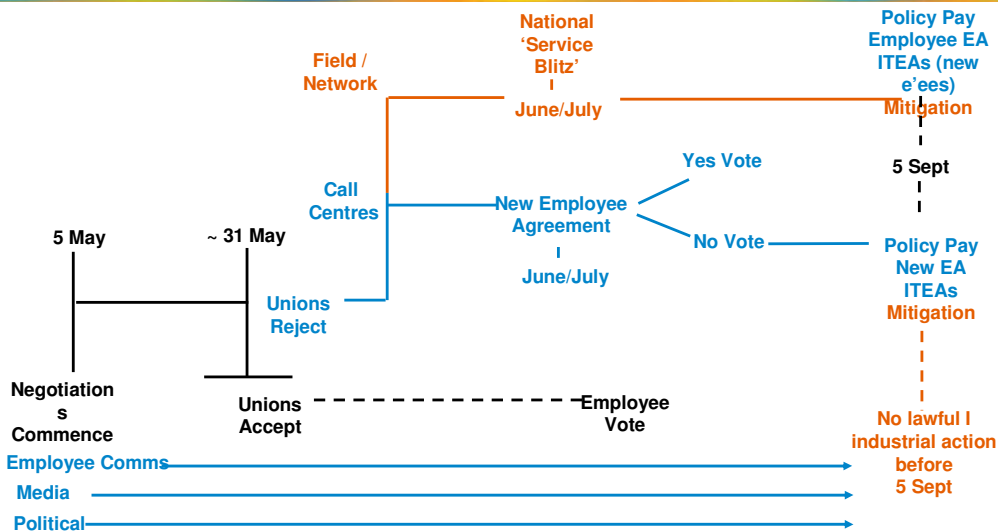 National
‘Service
Blitz’
June/July
Field /
Network
Policy Pay
Employee EA
ITEAs (new
e’ees)
Mitigation
5 Sept
Call
Centres
New Employee
Agreement
June/July
Yes Vote
No Vote
Policy Pay
New EA
ITEAs
Mitigation
5 May
~ 31 May
Unions
Reject
Negotiation
s
Commence
Unions
Accept
Employee
Vote
No lawful I
industrial action
before
5 Sept
Employee Comms
Media
Political